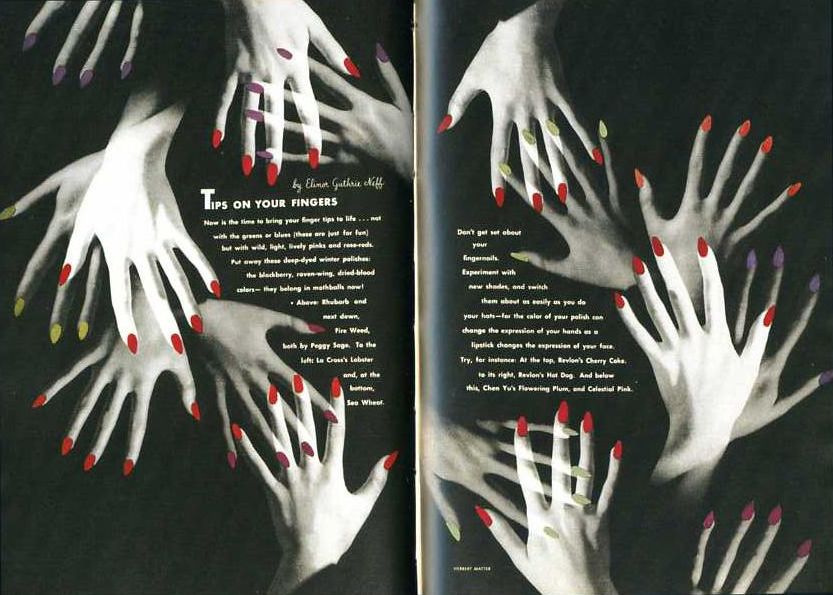 by Elinor Guthrie Neff
TIPS ON YOUR FINGERS
Now is the time to bring your finger tips to life . . . not
with the greens or blues (these are just for fun)
but with wild, light, lively pinks and rose-reds.
Put away these deep-dyed winter polishes:
the blackberry, raven-wing, dried-blood
colors—they belong in mothballs now!
• Above: Rhubarb and
next down,
Fire Weed,
both by Peggy Sage. To the
left: La Cross's Lobster
and, at the
bottom,
Sea Wheat.
Don't get set about
your
fingernails.
Experiment with
new shades, and switch
them about as easily as you do
your hats—for the color of your polish can
change the expression of your hands as a
lipstick changes the expression of your face.
Try, for instance: At the top, Revlon's Cherry Coke,
to its right, Revlon's Hot Dog. And below
this, Chen Yu's Flowering Plum, and Celestial Pink.
HERBERT MATTER